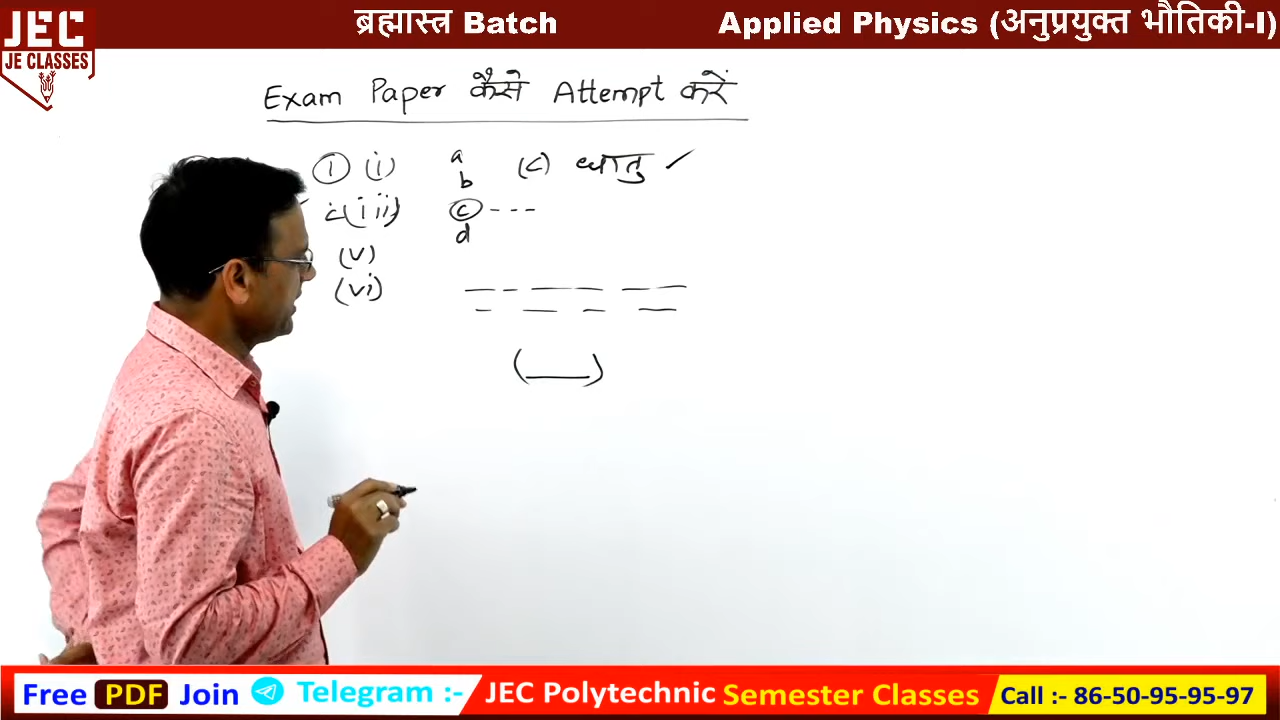 JEC
JE CLASSES
ब्रह्मास्त्र Batch
Applied Physics (अनुप्रयुक्त भौतिकी-I)
Exam Paper कैसे Attempt करें
1 (i) a (c) धातु ✓
b
(iii) c ---
d
(v)
(vi)
(___)
Free PDF Join Telegram :- JEC Polytechnic Semester Classes Call :- 86-50-95-95-97